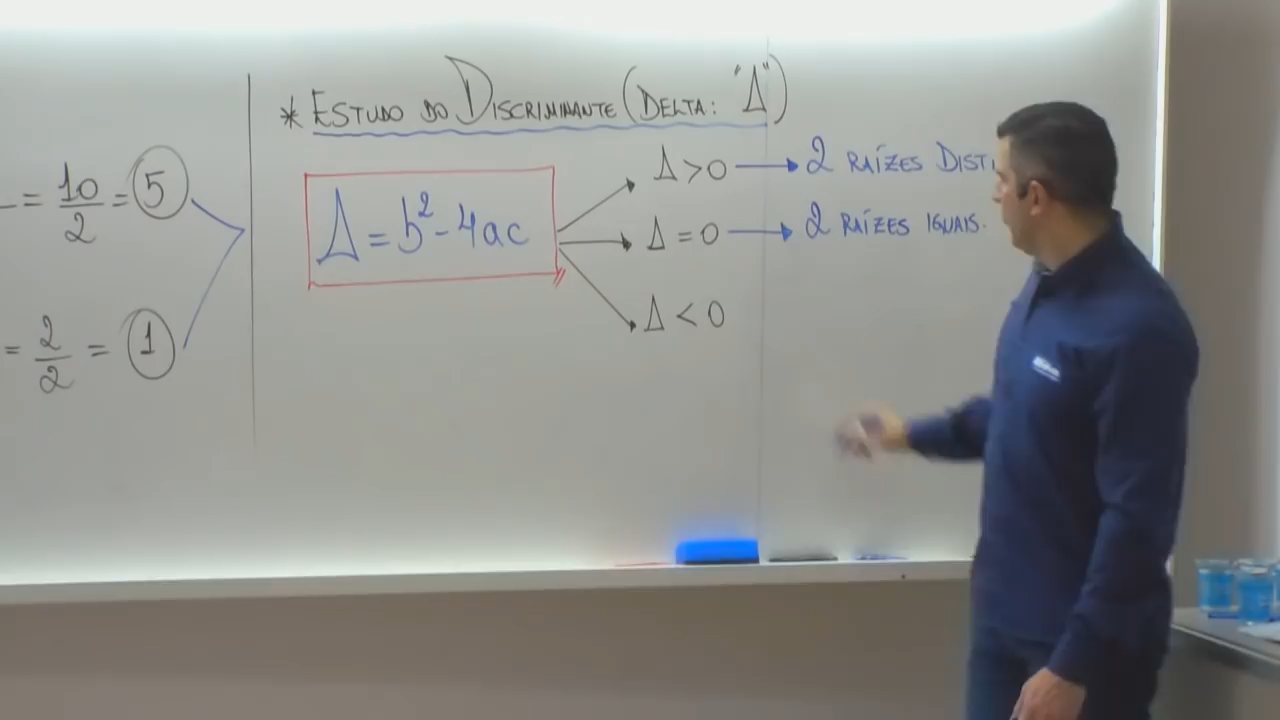 * ESTUDO DO DISCRIMINANTE (DELTA: "Δ")
= 10/2 = 5
= 2/2 = 1
Δ = b² - 4ac
Δ > 0 → 2 RAÍZES DISTI
Δ = 0 → 2 RAÍZES IGUAIS.
Δ < 0